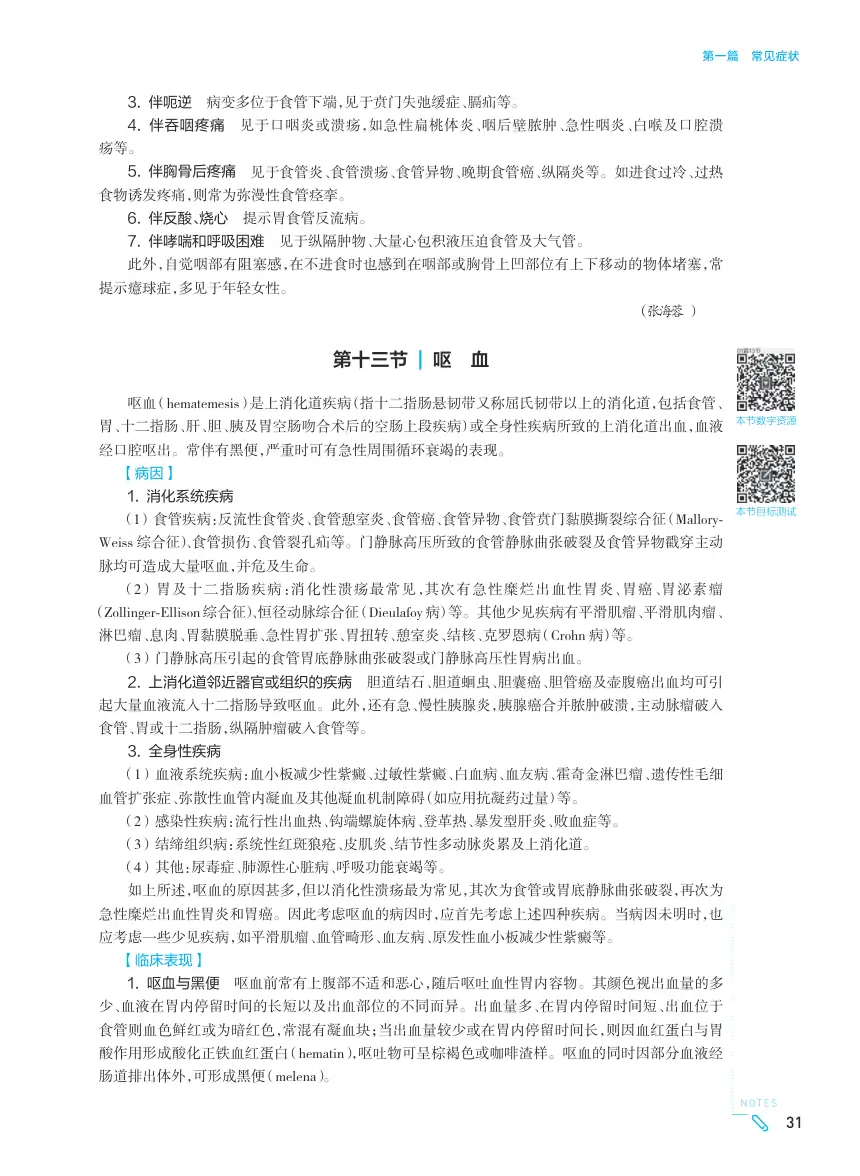 第一篇 常见症状
3. 伴呃逆 病变多位于食管下端,见于贲门失弛缓症、膈疝等。
4. 伴吞咽疼痛 见于口咽炎或溃疡,如急性扁桃体炎、咽后壁脓肿、急性咽炎、白喉及口腔溃
疡等。
5. 伴胸骨后疼痛 见于食管炎、食管溃疡、食管异物、晚期食管癌、纵隔炎等。如进食过冷、过热
食物诱发疼痛,则常为弥漫性食管痉挛。
6. 伴反酸、烧心 提示胃食管反流病。
7. 伴哮喘和呼吸困难 见于纵隔肿物、大量心包积液压迫食管及大气管。
此外,自觉咽部有阻塞感,在不进食时也感到在咽部或胸骨上凹部位有上下移动的物体堵塞,常
提示癔球症,多见于年轻女性。
(张海蓉)
第十三节 | 呕 血
呕血(hematemesis)是上消化道疾病(指十二指肠悬韧带又称屈氏韧带以上的消化道,包括食管、
胃、十二指肠、肝、胆、胰及胃空肠吻合术后的空肠上段疾病)或全身性疾病所致的上消化道出血,血液
经口腔呕出。常伴有黑便,严重时可有急性周围循环衰竭的表现。
本节数字资源
本节目标测试
【病因】
1. 消化系统疾病
(1)食管疾病:反流性食管炎、食管憩室炎、食管癌、食管异物、食管贲门黏膜撕裂综合征(Mallory-
Weiss 综合征)、食管损伤、食管裂孔疝等。门静脉高压所致的食管静脉曲张破裂及食管异物戳穿主动
脉均可造成大量呕血,并危及生命。
(2)胃及十二指肠疾病:消化性溃疡最常见,其次有急性糜烂出血性胃炎、胃癌、胃泌素瘤
(Zollinger-Ellison 综合征)、恒径动脉综合征(Dieulafoy 病)等。其他少见疾病有平滑肌瘤、平滑肌肉瘤、
淋巴瘤、息肉、胃黏膜脱垂、急性胃扩张、胃扭转、憩室炎、结核、克罗恩病(Crohn 病)等。
(3)门静脉高压引起的食管胃底静脉曲张破裂或门静脉高压性胃病出血。
2. 上消化道邻近器官或组织的疾病 胆道结石、胆道蛔虫、胆囊癌、胆管癌及壶腹癌出血均可引
起大量血液流入十二指肠导致呕血。此外,还有急、慢性胰腺炎,胰腺癌合并脓肿破溃,主动脉瘤破入
食管、胃或十二指肠,纵隔肿瘤破入食管等。
3. 全身性疾病
(1)血液系统疾病:血小板减少性紫癜、过敏性紫癜、白血病、血友病、霍奇金淋巴瘤、遗传性毛细
血管扩张症、弥散性血管内凝血及其他凝血机制障碍(如应用抗凝药过量)等。
(2)感染性疾病:流行性出血热、钩端螺旋体病、登革热、暴发型肝炎、败血症等。
(3)结缔组织病:系统性红斑狼疮、皮肌炎、结节性多动脉炎累及上消化道。
(4)其他:尿毒症、肺源性心脏病、呼吸功能衰竭等。
如上所述,呕血的原因甚多,但以消化性溃疡最为常见,其次为食管或胃底静脉曲张破裂,再次为
急性糜烂出血性胃炎和胃癌。因此考虑呕血的病因时,应首先考虑上述四种疾病。当病因未明时,也
应考虑一些少见疾病,如平滑肌瘤、血管畸形、血友病、原发性血小板减少性紫癜等。
【临床表现】
1. 呕血与黑便 呕血前常有上腹部不适和恶心,随后呕吐血性胃内容物。其颜色视出血量的多
少、血液在胃内停留时间的长短以及出血部位的不同而异。出血量多、在胃内停留时间短、出血位于
食管则血色鲜红或为暗红色,常混有凝血块;当出血量较少或在胃内停留时间长,则因血红蛋白与胃
酸作用形成酸化正铁血红蛋白(hematin),呕吐物可呈棕褐色或咖啡渣样。呕血的同时因部分血液经
肠道排出体外,可形成黑便(melena)。
NOTES
31